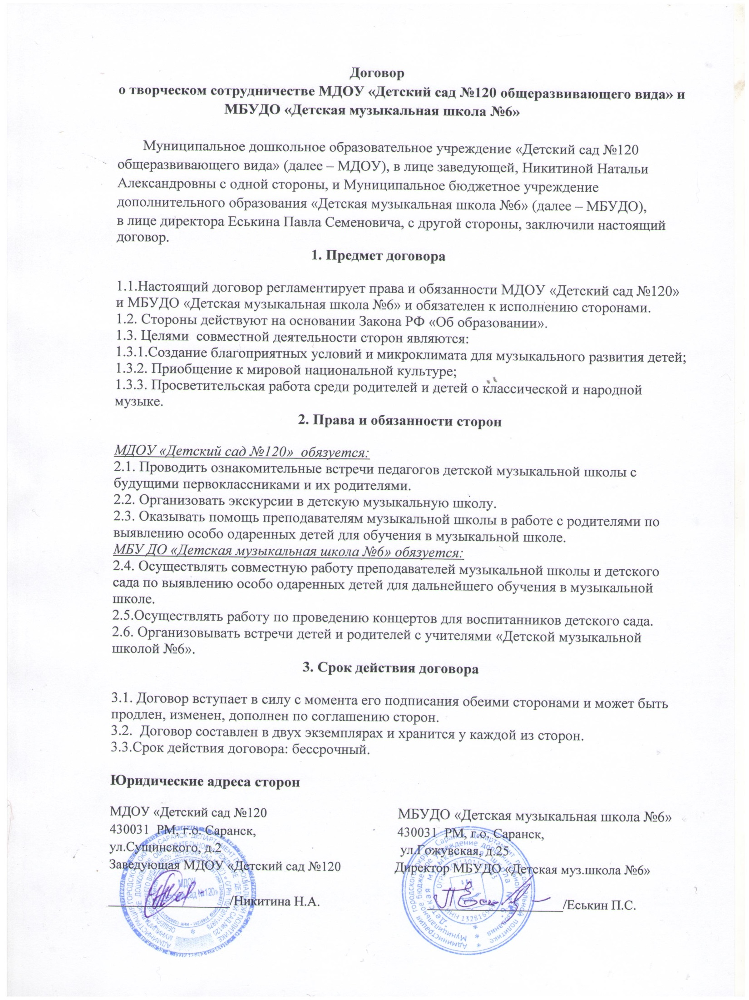 Договор
о творческом сотрудничестве МДОУ «Детский сад №120 общеразвивающего вида» и
МБУДО «Детская музыкальная школа №6»
Муниципальное дошкольное образовательное учреждение «Детский сад №120
общеразвивающего вида» (далее – МДОУ), в лице заведующей, Никитиной Натальи
Александровны с одной стороны, и Муниципальное бюджетное учреждение
дополнительного образования «Детская музыкальная школа №6» (далее – МБУДО),
в лице директора Еськина Павла Семеновича, с другой стороны, заключили настоящий
договор.
1. Предмет договора
1.1.Настоящий договор регламентирует права и обязанности МДОУ «Детский сад №120»
и МБУДО «Детская музыкальная школа №6» и обязателен к исполнению сторонами.
1.2. Стороны действуют на основании Закона РФ «Об образовании».
1.3. Целями  совместной деятельности сторон являются:
1.3.1.Создание благоприятных условий и микроклимата для музыкального развития детей;
1.3.2. Приобщение к мировой национальной культуре;
1.3.3. Просветительская работа среди родителей и детей о классической и народной
музыке.
2. Права и обязанности сторон
МДОУ «Детский сад №120»  обязуется:
2.1. Проводить ознакомительные встречи педагогов детской музыкальной школы с
будущими первоклассниками и их родителями.
2.2. Организовать экскурсии в детскую музыкальную школу.
2.3. Оказывать помощь преподавателям музыкальной школы в работе с родителями по
выявлению особо одаренных детей для обучения в музыкальной школе.
МБУ ДО «Детская музыкальная школа №6» обязуется:
2.4. Осуществлять совместную работу преподавателей музыкальной школы и детского
сада по выявлению особо одаренных детей для дальнейшего обучения в музыкальной
школе.
2.5.Осуществлять работу по проведению концертов для воспитанников детского сада.
2.6. Организовывать встречи детей и родителей с учителями «Детской музыкальной
школой №6».
3. Срок действия договора
3.1. Договор вступает в силу с момента его подписания обеими сторонами и может быть
продлен, изменен, дополнен по соглашению сторон.
3.2.  Договор составлен в двух экземплярах и хранится у каждой из сторон.
3.3.Срок действия договора: бессрочный.
Юридические адреса сторон
МДОУ «Детский сад №120
430031  РМ, г.о. Саранск,
ул.Сущинского, д.2
Заведующая МДОУ «Детский сад №120
/Никитина Н.А.
МДОУ
«Детский сад №120»
МБУДО «Детская музыкальная школа №6»
430031  РМ, г.о. Саранск,
ул.Гожувская, д.25
Директор МБУДО «Детская муз.школа №6»
/Еськин П.С.